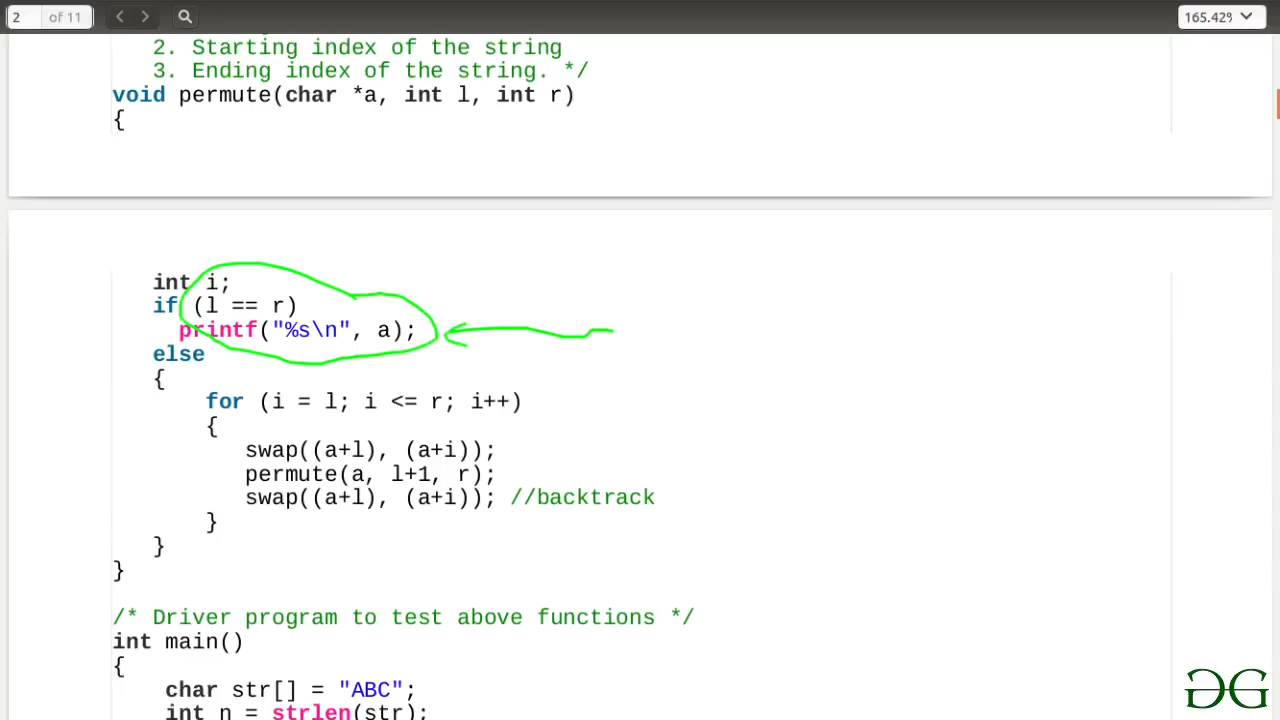 2 of 11 165.42%
2. Starting index of the string
3. Ending index of the string. */
void permute(char *a, int l, int r)
{
int i;
if (l == r)
printf("%s\n", a);
else
{
for (i = l; i <= r; i++)
{
swap((a+l), (a+i));
permute(a, l+1, r);
swap((a+l), (a+i)); //backtrack
}
}
}
/* Driver program to test above functions */
int main()
{
char str[] = "ABC";
int n = strlen(str);